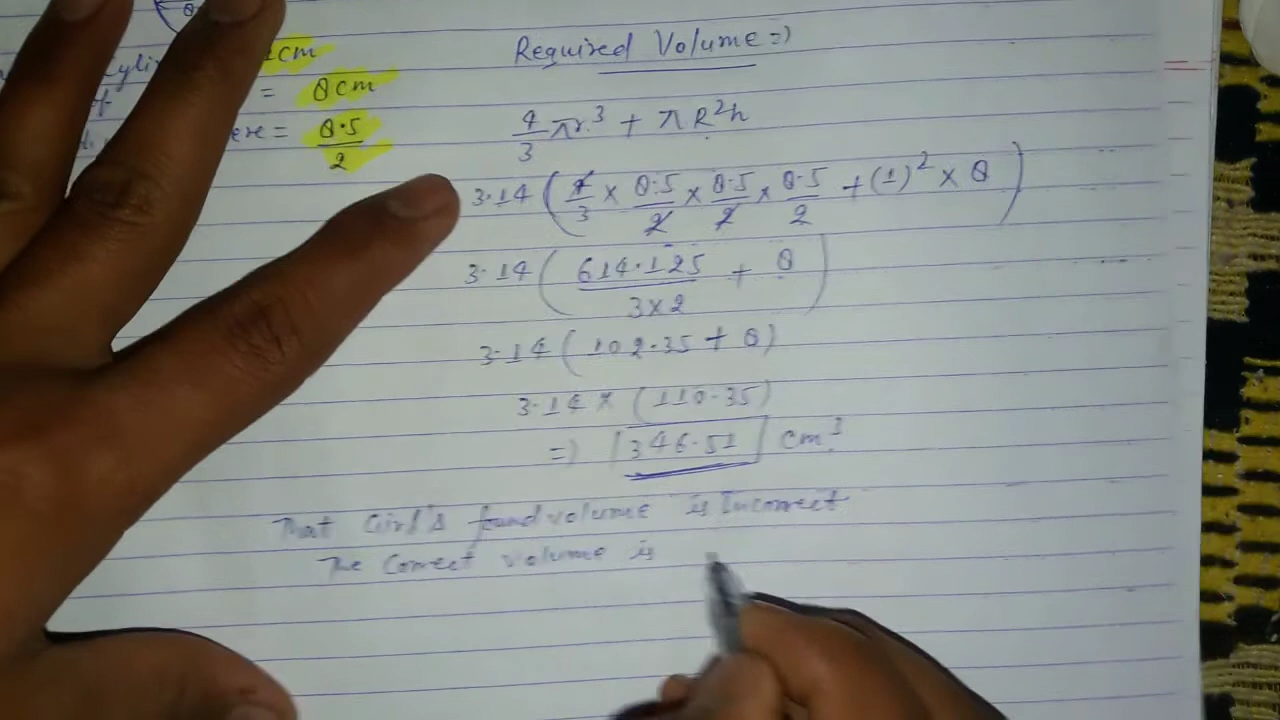 Required Volume =)
cm
= 8cm
ere = 8.5/2
4/3 πr³ + πR²h
3.14 ( 4/3 × 8.5/2 × 8.5/2 × 8.5/2 + (1)² × 8 )
3.14 ( 614.125/3×2 + 8 )
3.14 ( 102.35 + 8 )
3.14 × (110.35)
=) 346.51 cm³
That Girl's found volume is Incorrect
The Correct volume is